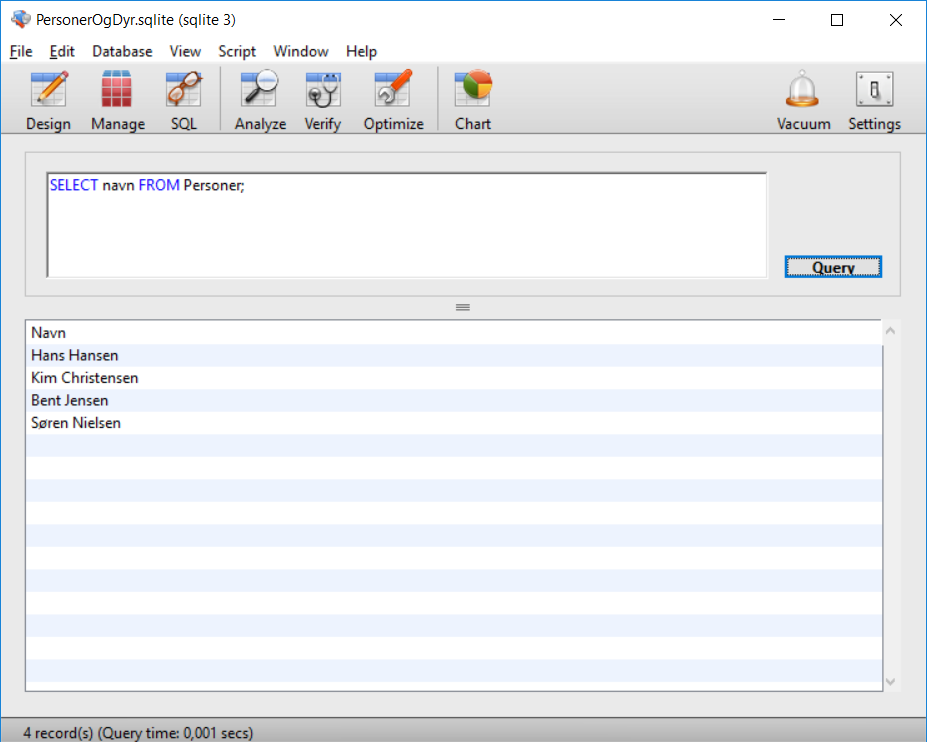 PersonerOgDyr.sqlite (sqlite 3)
File Edit Database View Script Window Help
Design Manage SQL Analyze Verify Optimize Chart Vacuum Settings
SELECT navn FROM Personer;
Query
Navn
Hans Hansen
Kim Christensen
Bent Jensen
Søren Nielsen
4 record(s) (Query time: 0,001 secs)